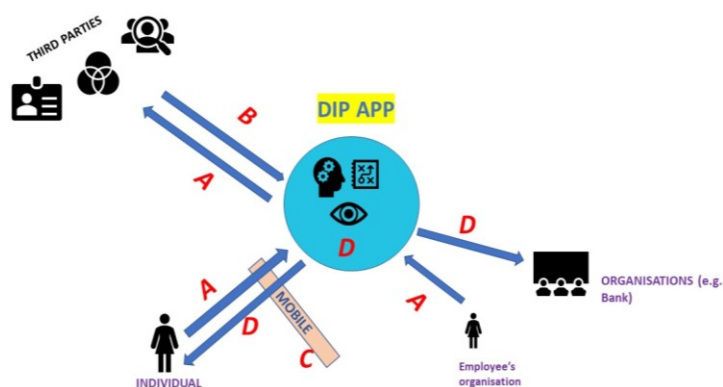 THIRD PARTIES
B
DIP APP
A
D
D
A
MOBILE
A
D
C
ORGANISATIONS (e.g.
Bank)
INDIVIDUAL
Employee's
organisation